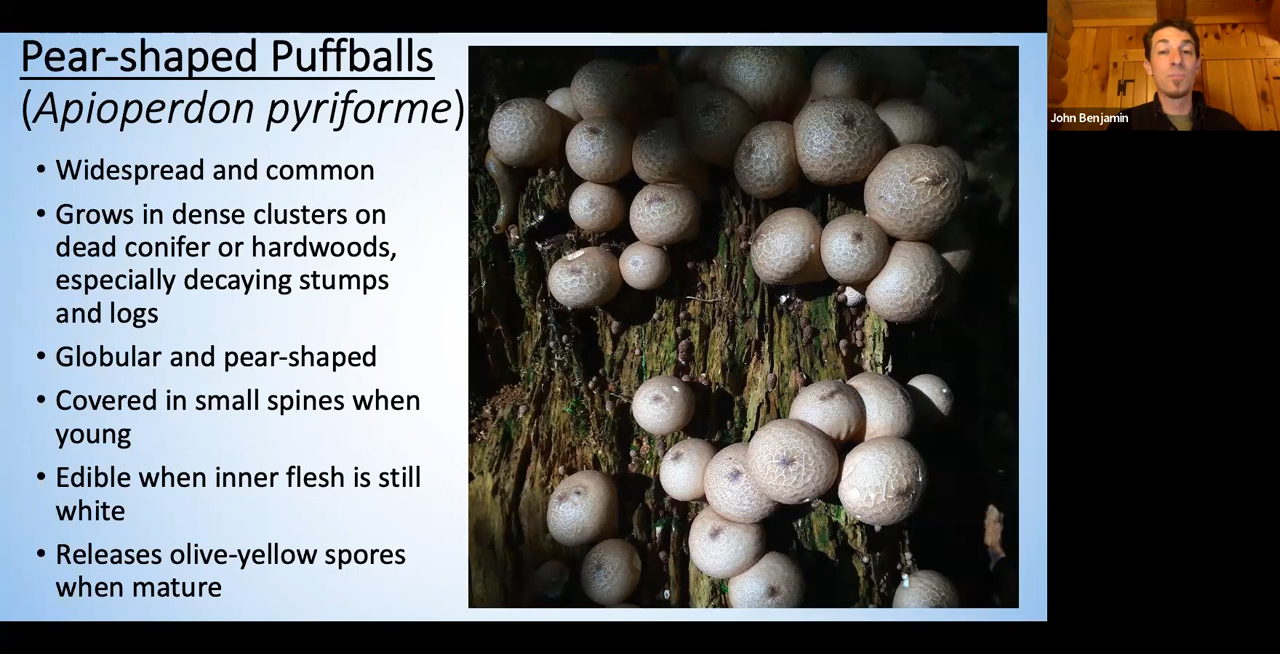 Pear-shaped Puffballs
(Apioperdon pyriforme)
• Widespread and common
• Grows in dense clusters on
dead conifer or hardwoods,
especially decaying stumps
and logs
• Globular and pear-shaped
• Covered in small spines when
young
• Edible when inner flesh is still
white
• Releases olive-yellow spores
when mature
John Benjamin